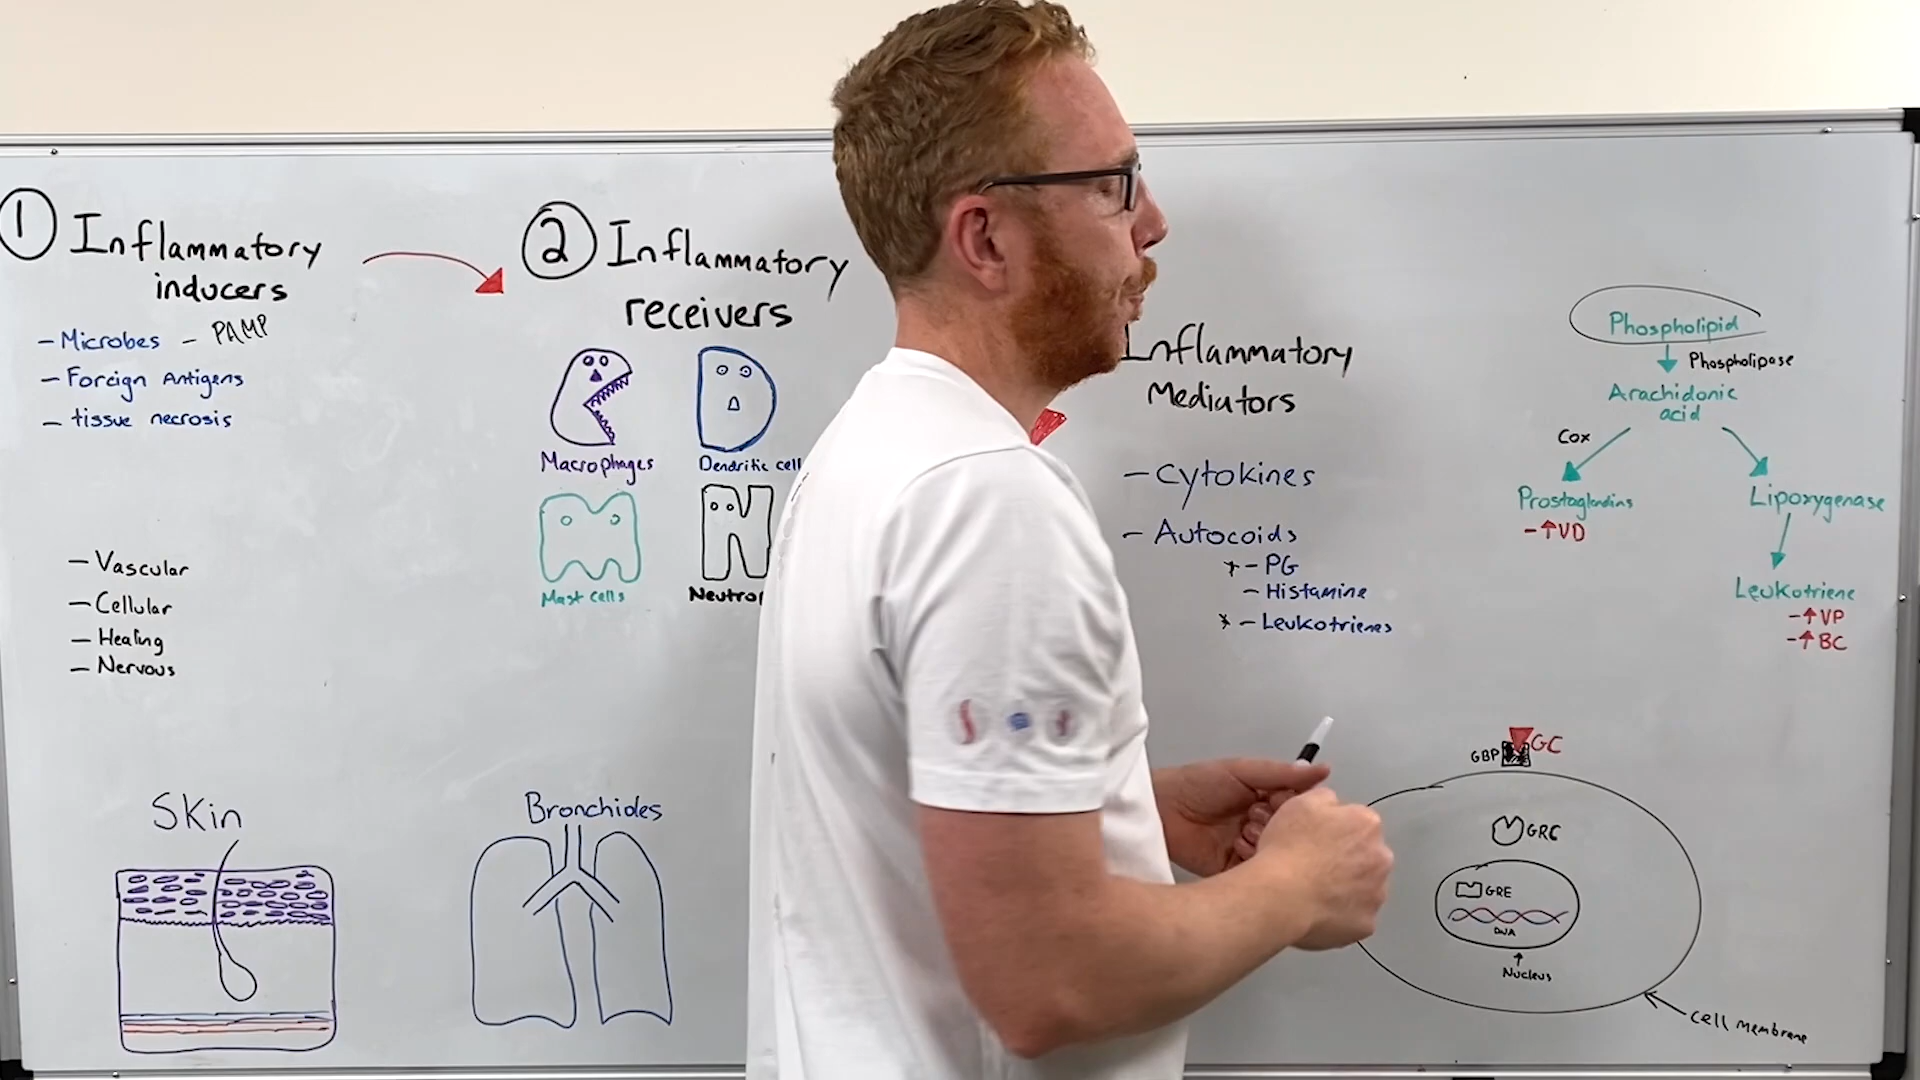 1 Inflammatory
inducers
- Microbes - PAMP
- Foreign Antigens
- tissue necrosis
- Vascular
- Cellular
- Healing
- Nervous
Skin
2 Inflammatory
receivers
Macrophages
Dendritic cell
Mast cells
Neutrop
Bronchioles
Inflammatory
Mediators
- Cytokines
- Autocoids
- PG
- Histamine
- Leukotrienes
Phospholipid
Phospholipase
Arachidonic
acid
Cox
Prostaglandins
- ↑VD
Lipoxygenase
Leukotriene
- ↑VP
- ↑BC
GBP GC
GRC
GRE
DNA
Nucleus
cell membrane